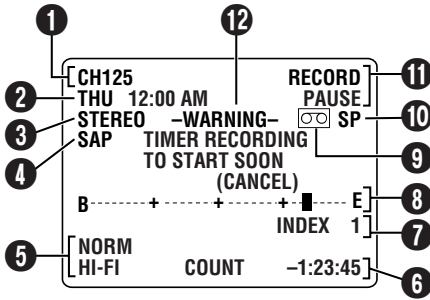 1 12
CH125 RECORD 11
2 THU 12:00 AM PAUSE
3 STEREO –WARNING– SP 10
SAP TIMER RECORDING 9
4 TO START SOON
(CANCEL)
B - - - - - - - + - - - - - - - + - - - - - - - + - - ■ - - - - - E 8
INDEX 1 7
5 NORM
HI-FI COUNT –1:23:45 6